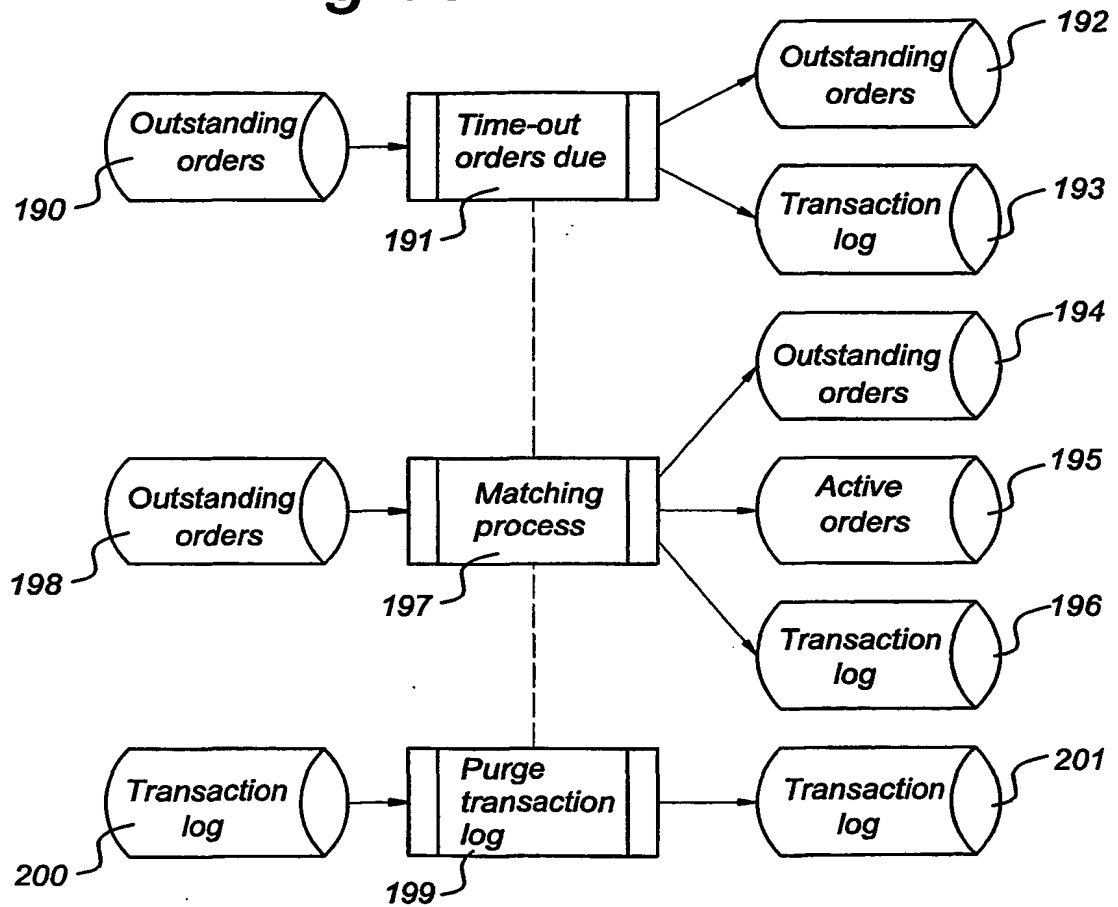 192
Outstanding
orders
Outstanding
orders
190
Time-out
orders due
191
Transaction
log
193
Outstanding
orders
194
Outstanding
orders
198
Matching
process
197
Active
orders
195
Transaction
log
196
Transaction
log
200
Purge
transaction
log
199
Transaction
log
201